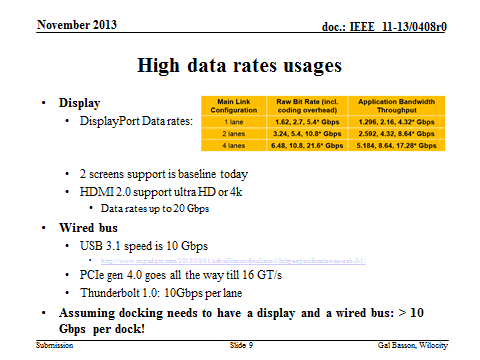 November 2013 doc.: IEEE 11-13/0408r0
High data rates usages
• Display
• DisplayPort Data rates:
Main Link Configuration Raw Bit Rate (incl. coding overhead) Application Bandwidth Throughput
1 lane 1.62, 2.7, 5.4* Gbps 1.296, 2.16, 4.32* Gbps
2 lanes 3.24, 5.4, 10.8* Gbps 2.592, 4.32, 8.64* Gbps
4 lanes 6.48, 10.8, 21.6* Gbps 5.184, 8.64, 17.28* Gbps
• 2 screens support is baseline today
• HDMI 2.0 support ultra HD or 4k
• Data rates up to 20 Gbps
• Wired bus
• USB 3.1 speed is 10 Gbps
• PCIe gen 4.0 goes all the way till 16 GT/s
• Thunderbolt 1.0: 10Gbps per lane
• Assuming docking needs to have a display and a wired bus: > 10
Gbps per dock!
Submission Slide 9 Gal Basson, Wilocity